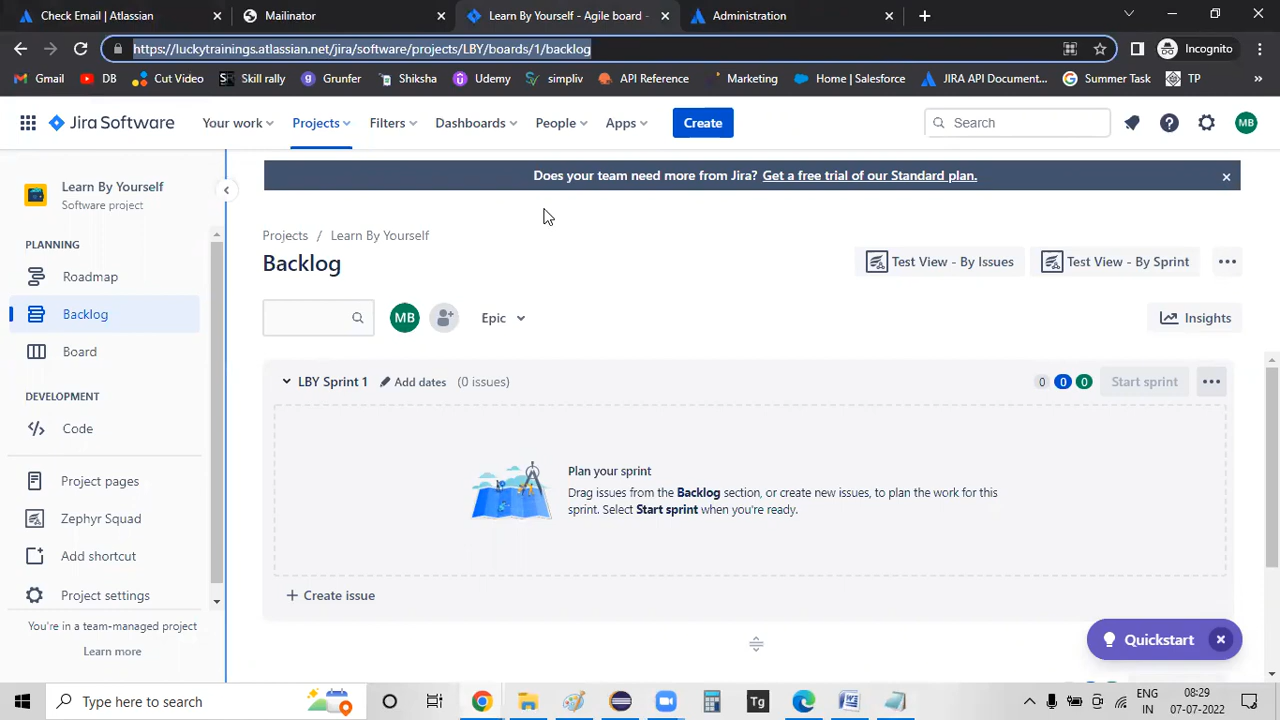 Check Email | Atlassian
Mailinator
Learn By Yourself - Agile board -
Administration
https://luckytrainings.atlassian.net/jira/software/projects/LBY/boards/1/backlog
Incognito
Gmail
DB
Cut Video
Skill rally
Grunfer
Shiksha
Udemy
simpliv
API Reference
Marketing
Home | Salesforce
JIRA API Document...
Summer Task
TP
»
Jira Software
Your work
Projects
Filters
Dashboards
People
Apps
Create
Search
MB
Learn By Yourself
Software project
Does your team need more from Jira? Get a free trial of our Standard plan.
PLANNING
Roadmap
Backlog
Board
DEVELOPMENT
Code
Project pages
Zephyr Squad
Add shortcut
Project settings
You're in a team-managed project
Learn more
Projects / Learn By Yourself
Backlog
Test View - By Issues
Test View - By Sprint
MB
Epic
Insights
LBY Sprint 1
Add dates
(0 issues)
0 0 0
Start sprint
Plan your sprint
Drag issues from the Backlog section, or create new issues, to plan the work for this
sprint. Select Start sprint when you're ready.
+ Create issue
Quickstart
Type here to search
Tg
ENG
IN
18:29
07-07-2022